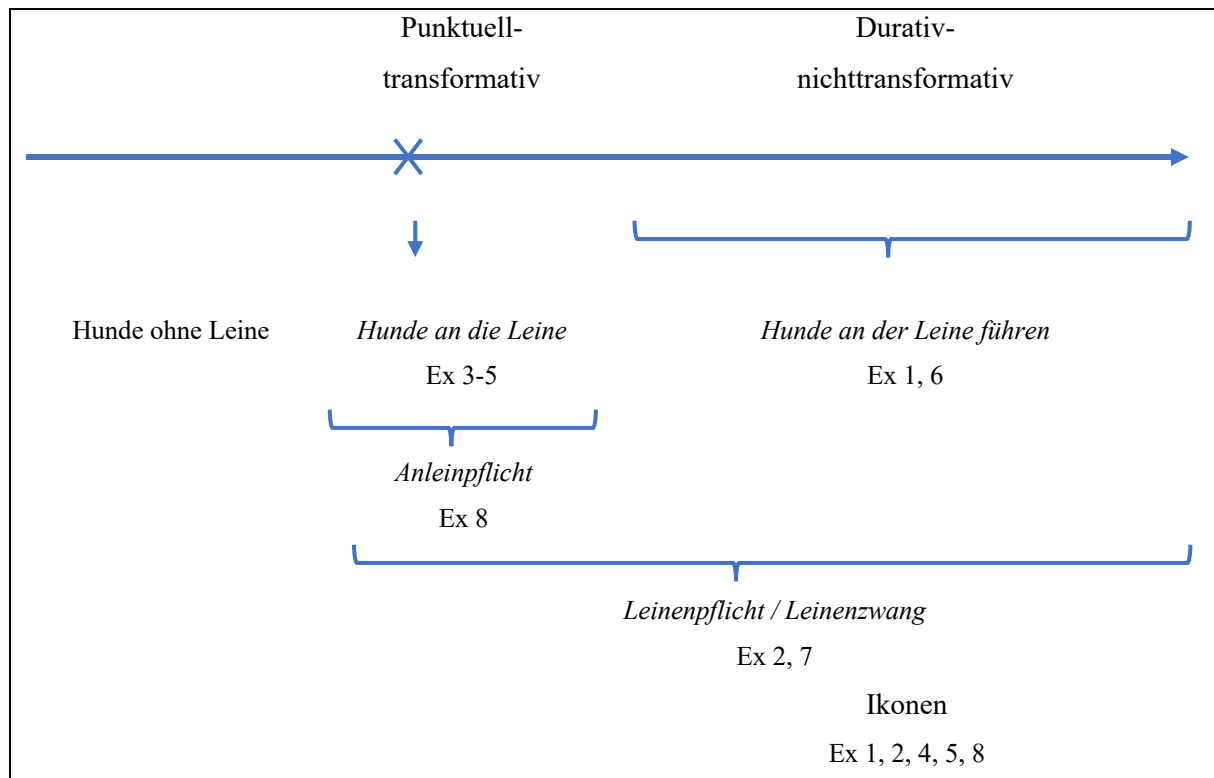 Punktuell-
transformativ
Durativ-
nichttransformativ
Hunde ohne Leine
Hunde an die Leine
Ex 3-5
Hunde an der Leine führen
Ex 1, 6
Anleinpflicht
Ex 8
Leinenpflicht / Leinenzwang
Ex 2, 7
Ikonen
Ex 1, 2, 4, 5, 8